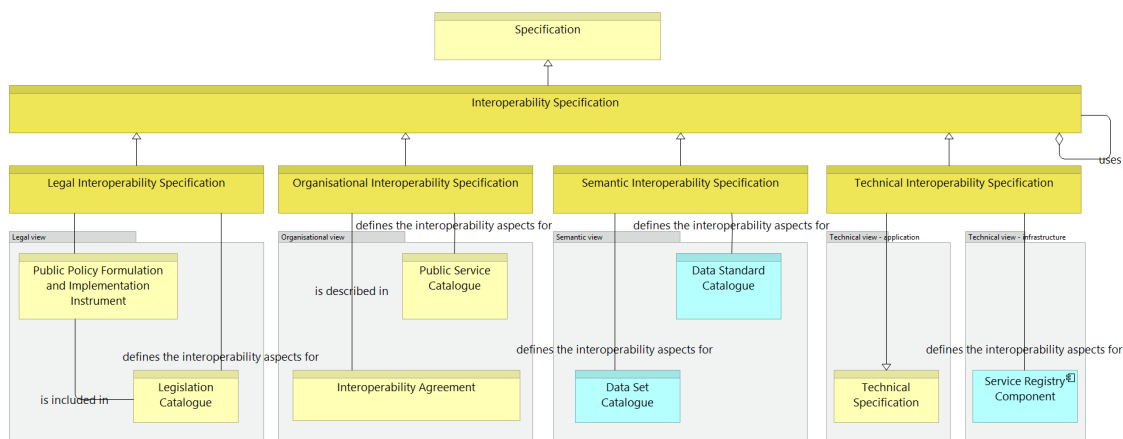 Specification
Interoperability Specification
uses
Legal Interoperability Specification
Organisational Interoperability Specification
Semantic Interoperability Specification
Technical Interoperability Specification
defines the interoperability aspects for
defines the interoperability aspects for
Legal view
Organisational view
Semantic view
Technical view - application
Technical view - infrastructure
Public Policy Formulation
and Implementation
Instrument
Public Service
Catalogue
Data Standard
Catalogue
is described in
defines the interoperability aspects for
defines the interoperability aspects for
defines the interoperability aspects for
is included in
Legislation
Catalogue
Interoperability Agreement
Data Set
Catalogue
Technical
Specification
Service Registry
Component